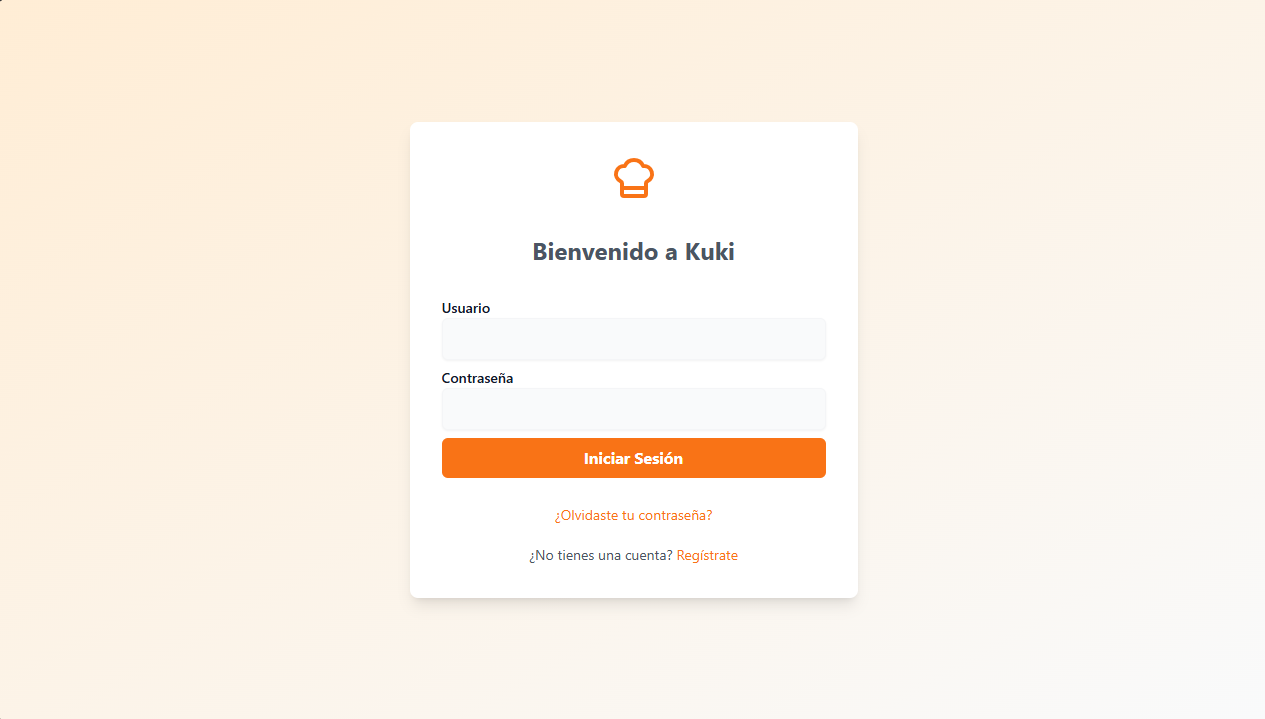 Bienvenido a Kuki
Usuario
Contraseña
Iniciar Sesión
¿Olvidaste tu contraseña?
¿No tienes una cuenta? Regístrate